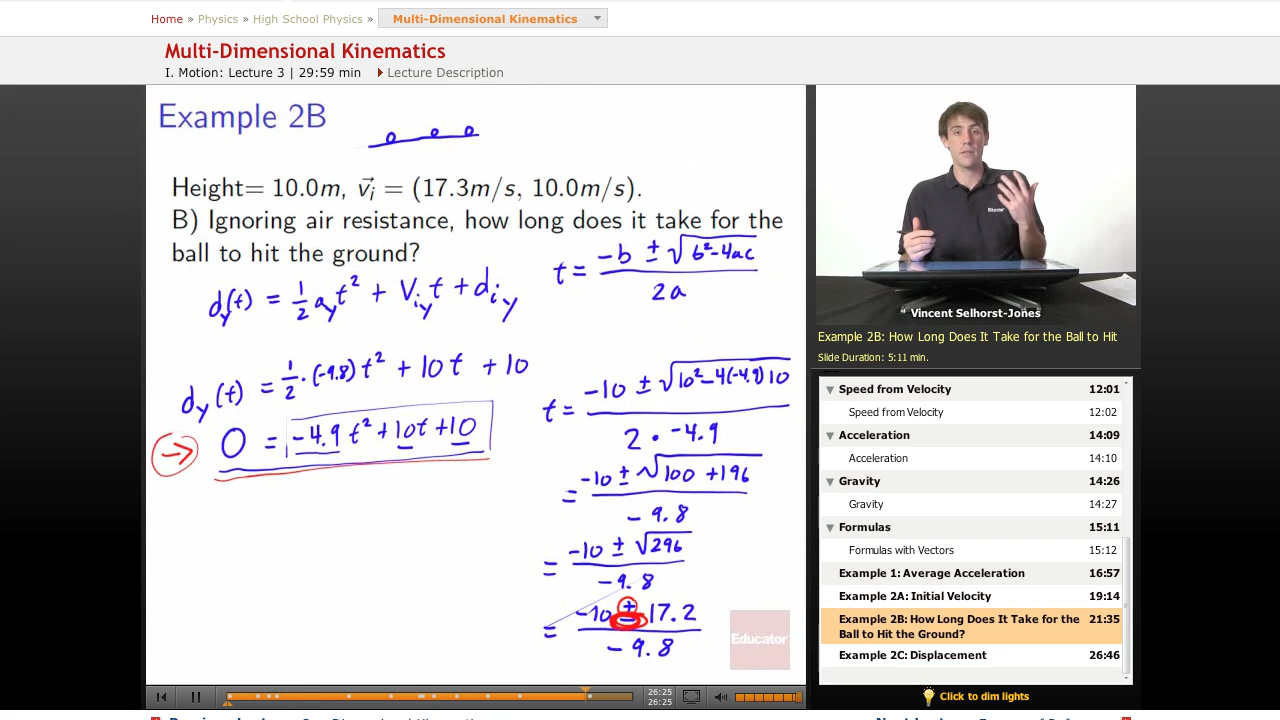 Home » Physics » High School Physics » Multi-Dimensional Kinematics
Multi-Dimensional Kinematics
I. Motion: Lecture 3 | 29:59 min Lecture Description
Example 2B
Height= 10.0m, v⃗ᵢ = (17.3m/s, 10.0m/s).
B) Ignoring air resistance, how long does it take for the
ball to hit the ground?
t = (-b ± √(b²-4ac)) / 2a
d_y(t) = 1/2 a_y t² + V_iy t + d_iy
d_y(t) = 1/2 · (-9.8) t² + 10t + 10
→ 0 = -4.9 t² + 10t + 10
t = (-10 ± √(10²-4(-4.9)10)) / 2 · -4.9
= (-10 ± √(100 + 196)) / -9.8
= (-10 ± √296) / -9.8
= (-10 ± 17.2) / -9.8
Educator
26:25
26:25
Vincent Selhorst-Jones
Example 2B: How Long Does It Take for the Ball to Hit
Slide Duration: 5:11 min.
Speed from Velocity 12:01
Speed from Velocity 12:02
Acceleration 14:09
Acceleration 14:10
Gravity 14:26
Gravity 14:27
Formulas 15:11
Formulas with Vectors 15:12
Example 1: Average Acceleration 16:57
Example 2A: Initial Velocity 19:14
Example 2B: How Long Does It Take for the 21:35
Ball to Hit the Ground?
Example 2C: Displacement 26:46
Click to dim lights